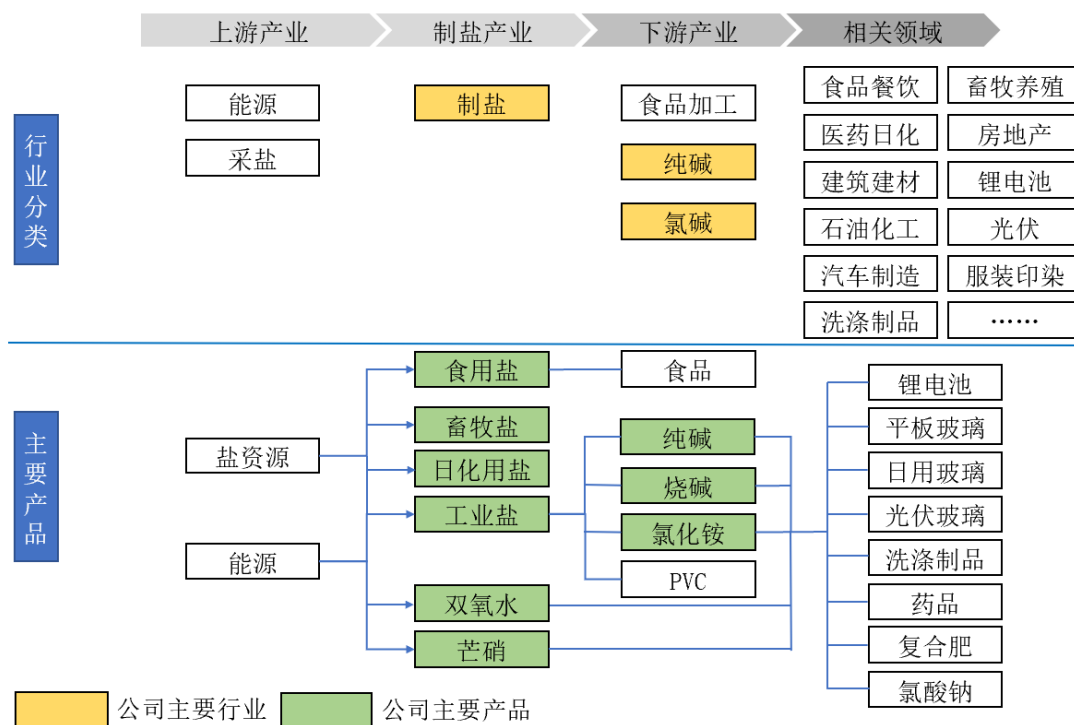 上游产业
制盐产业
下游产业
相关领域
行业分类
能源
采盐
制盐
食品加工
纯碱
氯碱
食品餐饮
畜牧养殖
医药日化
房地产
建筑建材
锂电池
石油化工
光伏
汽车制造
服装印染
洗涤制品
……
主要产品
盐资源
能源
食用盐
畜牧盐
日化用盐
工业盐
双氧水
芒硝
食品
纯碱
烧碱
氯化铵
PVC
锂电池
平板玻璃
日用玻璃
光伏玻璃
洗涤制品
药品
复合肥
氯酸钠
公司主要行业
公司主要产品